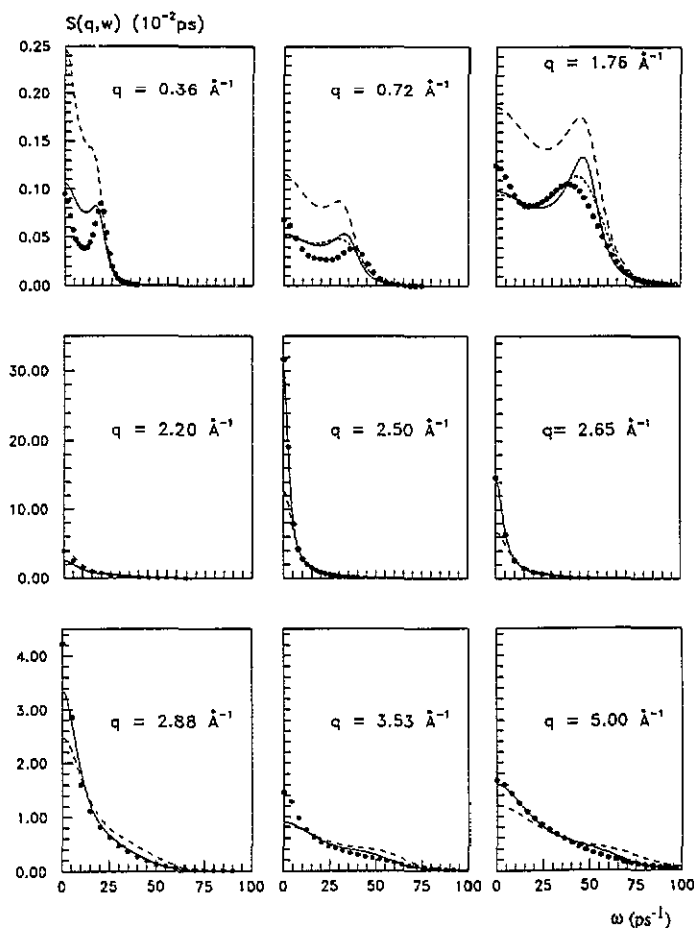 S(q,w) (10⁻²ps)
0.25
0.20
0.15
0.10
0.05
0.00
q = 0.36 Å⁻¹
q = 0.72 Å⁻¹
q = 1.76 Å⁻¹
30.00
20.00
10.00
0.00
q = 2.20 Å⁻¹
q = 2.50 Å⁻¹
q= 2.65 Å⁻¹
4.00
3.00
2.00
1.00
0.00
q = 2.88 Å⁻¹
q = 3.53 Å⁻¹
q = 5.00 Å⁻¹
0 25 50 75 100
0 25 50 75 100
0 25 50 75 100
ω (ps⁻¹)